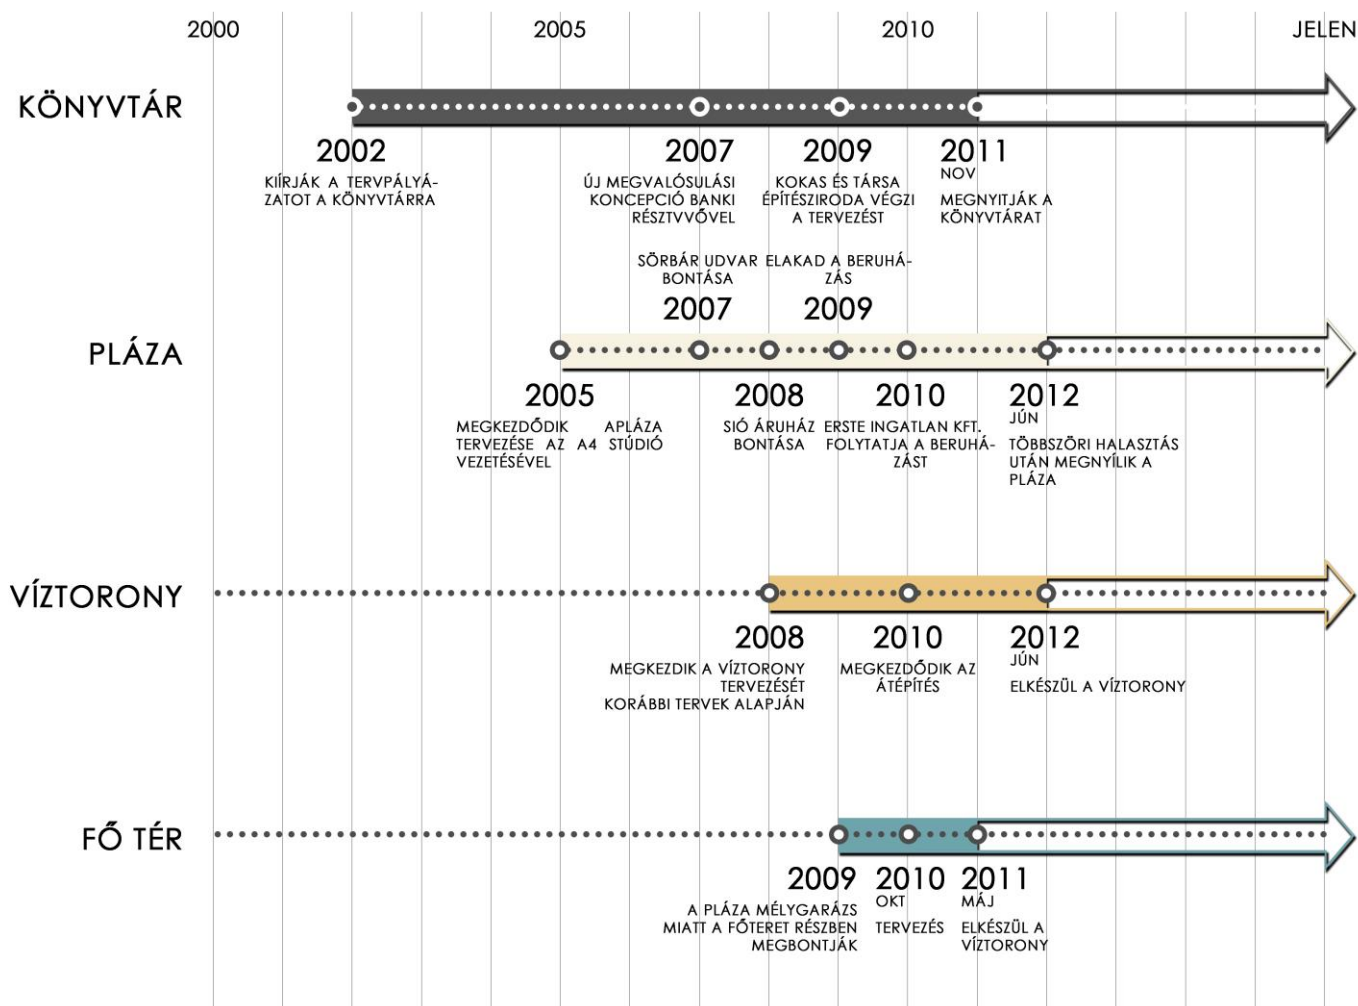 2000
2005
2010
JELEN
KÖNYVTÁR
2002
KIÍRJÁK A TERVPÁLYÁ-
ZATOT A KÖNYVTÁRRA
2007
ÚJ MEGVALÓSULÁSI
KONCEPCIÓ BANKI
RÉSZTVVŐVEL
2009
KOKAS ÉS TÁRSA
ÉPÍTÉSZIRODA VÉGZI
A TERVEZÉST
2011
NOV
MEGNYITJÁK A
KÖNYVTÁRAT
PLÁZA
SÖRBÁR UDVAR
BONTÁSA
2007
ELAKAD A BERUHÁ-
ZÁS
2009
2005
MEGKEZDŐDIK APLÁZA
TERVEZÉSE AZ A4 STÚDIÓ
VEZETÉSÉVEL
2008
SIÓ ÁRUHÁZ
BONTÁSA
2010
ERSTE INGATLAN KFT.
FOLYTATJA A BERUHÁ-
ZÁST
2012
JÚN
TÖBBSZÖRI HALASZTÁS
UTÁN MEGNYÍLIK A
PLÁZA
VÍZTORONY
2008
MEGKEZDIK A VÍZTORONY
TERVEZÉSÉT
KORÁBBI TERVEK ALAPJÁN
2010
MEGKEZDŐDIK AZ
ÁTÉPÍTÉS
2012
JÚN
ELKÉSZÜL A VÍZTORONY
FŐ TÉR
2009
A PLÁZA MÉLYGARÁZS
MIATT A FŐTERET RÉSZBEN
MEGBONTJÁK
2010
OKT
TERVEZÉS
2011
MÁJ
ELKÉSZÜL A
VÍZTORONY